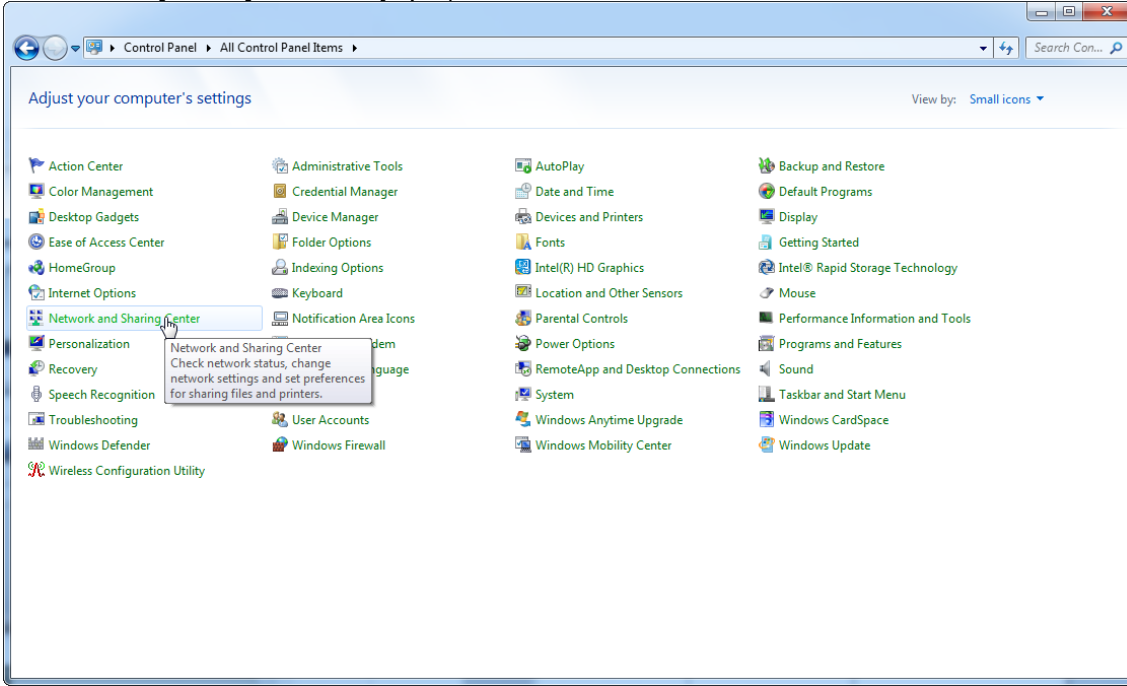 Control Panel All Control Panel Items
Search Con...
Adjust your computer's settings
View by: Small icons
Action Center Administrative Tools AutoPlay Backup and Restore
Color Management Credential Manager Date and Time Default Programs
Desktop Gadgets Device Manager Devices and Printers Display
Ease of Access Center Folder Options Fonts Getting Started
HomeGroup Indexing Options Intel(R) HD Graphics Intel® Rapid Storage Technology
Internet Options Keyboard Location and Other Sensors Mouse
Network and Sharing Center Notification Area Icons Parental Controls Performance Information and Tools
Personalization Power Options Programs and Features
Recovery RemoteApp and Desktop Connections Sound
Speech Recognition System Taskbar and Start Menu
Network and Sharing Center
Check network status, change
network settings and set preferences
for sharing files and printers.
Troubleshooting User Accounts Windows Anytime Upgrade Windows CardSpace
Windows Defender Windows Firewall Windows Mobility Center Windows Update
Wireless Configuration Utility